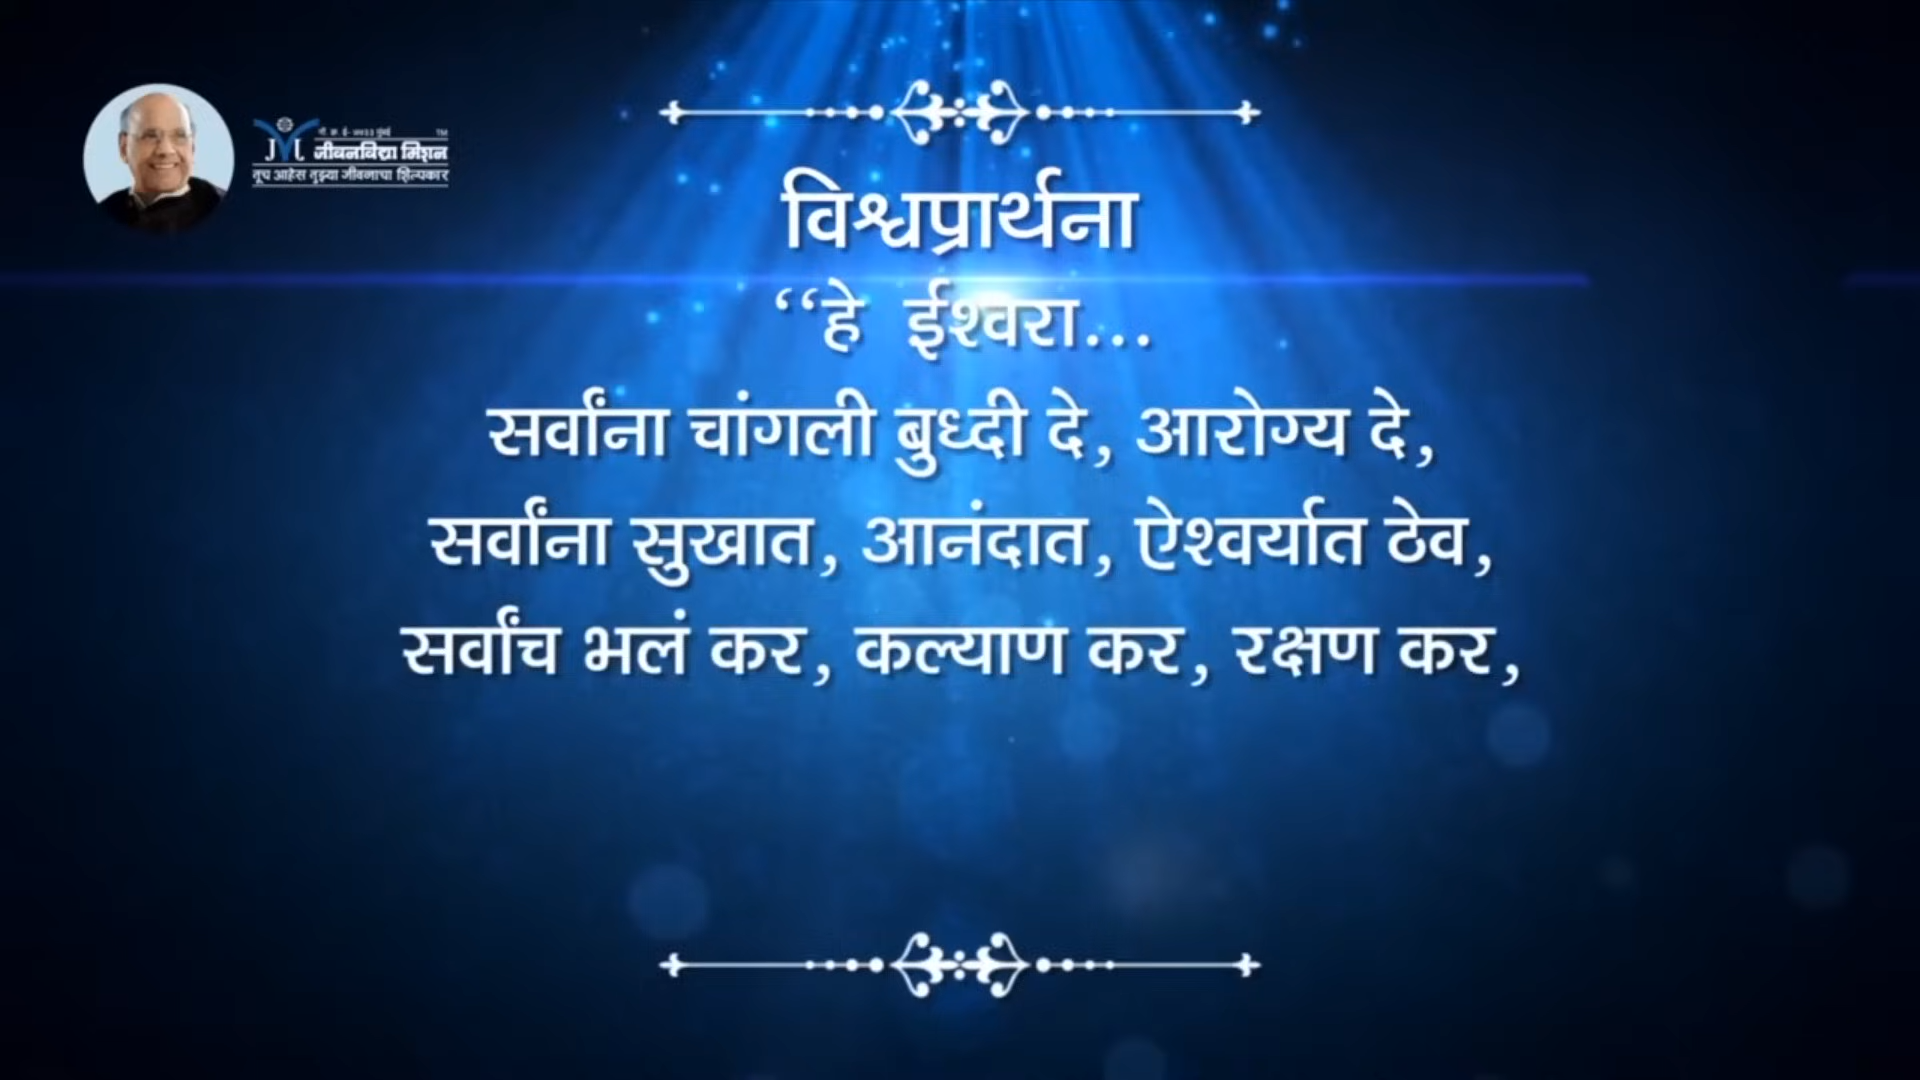 जीवनविद्या मिशन
TM
तूच आहेस तुझ्या जीवनाचा शिल्पकार
विश्वप्रार्थना
‘‘हे ईश्वरा...
सर्वांना चांगली बुध्दी दे, आरोग्य दे,
सर्वांना सुखात, आनंदात, ऐश्वर्यात ठेव,
सर्वांच भलं कर, कल्याण कर, रक्षण कर,